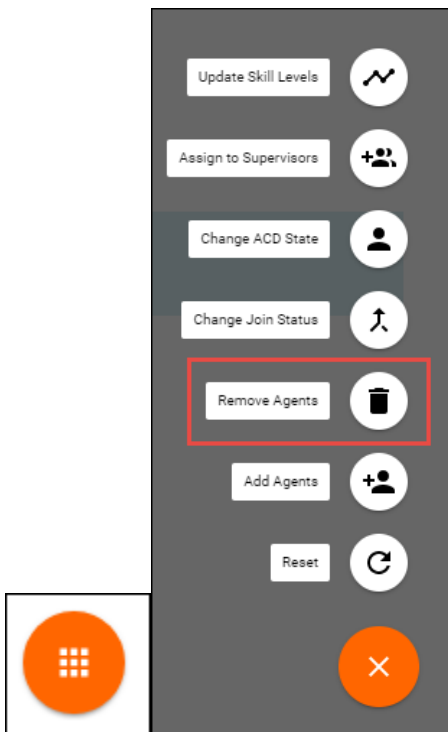 Update Skill Levels
Assign to Supervisors
Change ACD State
Change Join Status
Remove Agents
Add Agents
Reset